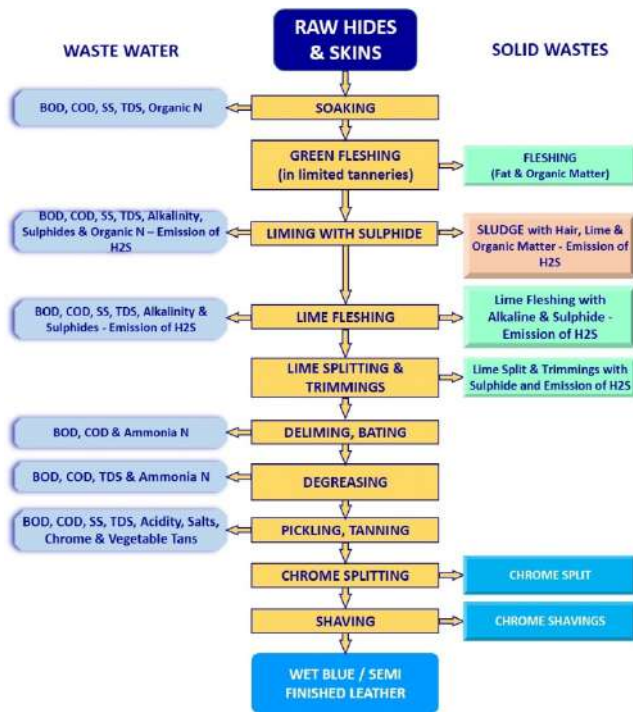 WASTE WATER
RAW HIDES
& SKINS
SOLID WASTES
BOD, COD, SS, TDS, Organic N
SOAKING
GREEN FLESHING
(in limited tanneries)
FLESHING
(Fat & Organic Matter)
BOD, COD, SS, TDS, Alkalinity,
Sulphides & Organic N – Emission of
H2S
LIMING WITH SULPHIDE
SLUDGE with Hair, Lime &
Organic Matter - Emission of
H2S
BOD, COD, SS, TDS, Alkalinity &
Sulphides - Emission of H2S
LIME FLESHING
Lime Fleshing with
Alkaline & Sulphide -
Emission of H2S
LIME SPLITTING &
TRIMMINGS
Lime Split & Trimmings with
Sulphide and Emission of H2S
BOD, COD & Ammonia N
DELIMING, BATING
BOD, COD, TDS & Ammonia N
DEGREASING
BOD, COD, SS, TDS, Acidity, Salts,
Chrome & Vegetable Tans
PICKLING, TANNING
CHROME SPLITTING
CHROME SPLIT
SHAVING
CHROME SHAVINGS
WET BLUE / SEMI
FINISHED LEATHER